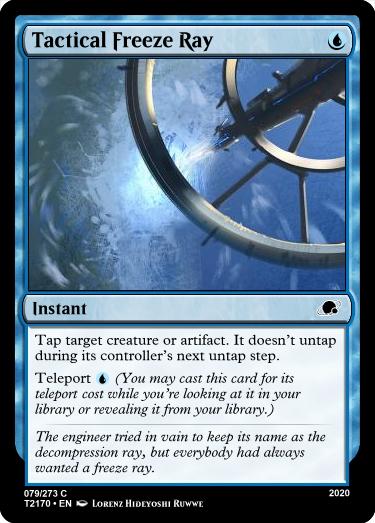 Tactical Freeze Ray
Instant
Tap target creature or artifact. It doesn't untap
during its controller's next untap step.
Teleport (You may cast this card for its
teleport cost while you're looking at it in your
library or revealing it from your library.)
The engineer tried in vain to keep its name as the
decompression ray, but everybody had always
wanted a freeze ray.
079/273 C
2020
T2170 • EN Lorenz Hideyoshi Ruwwe